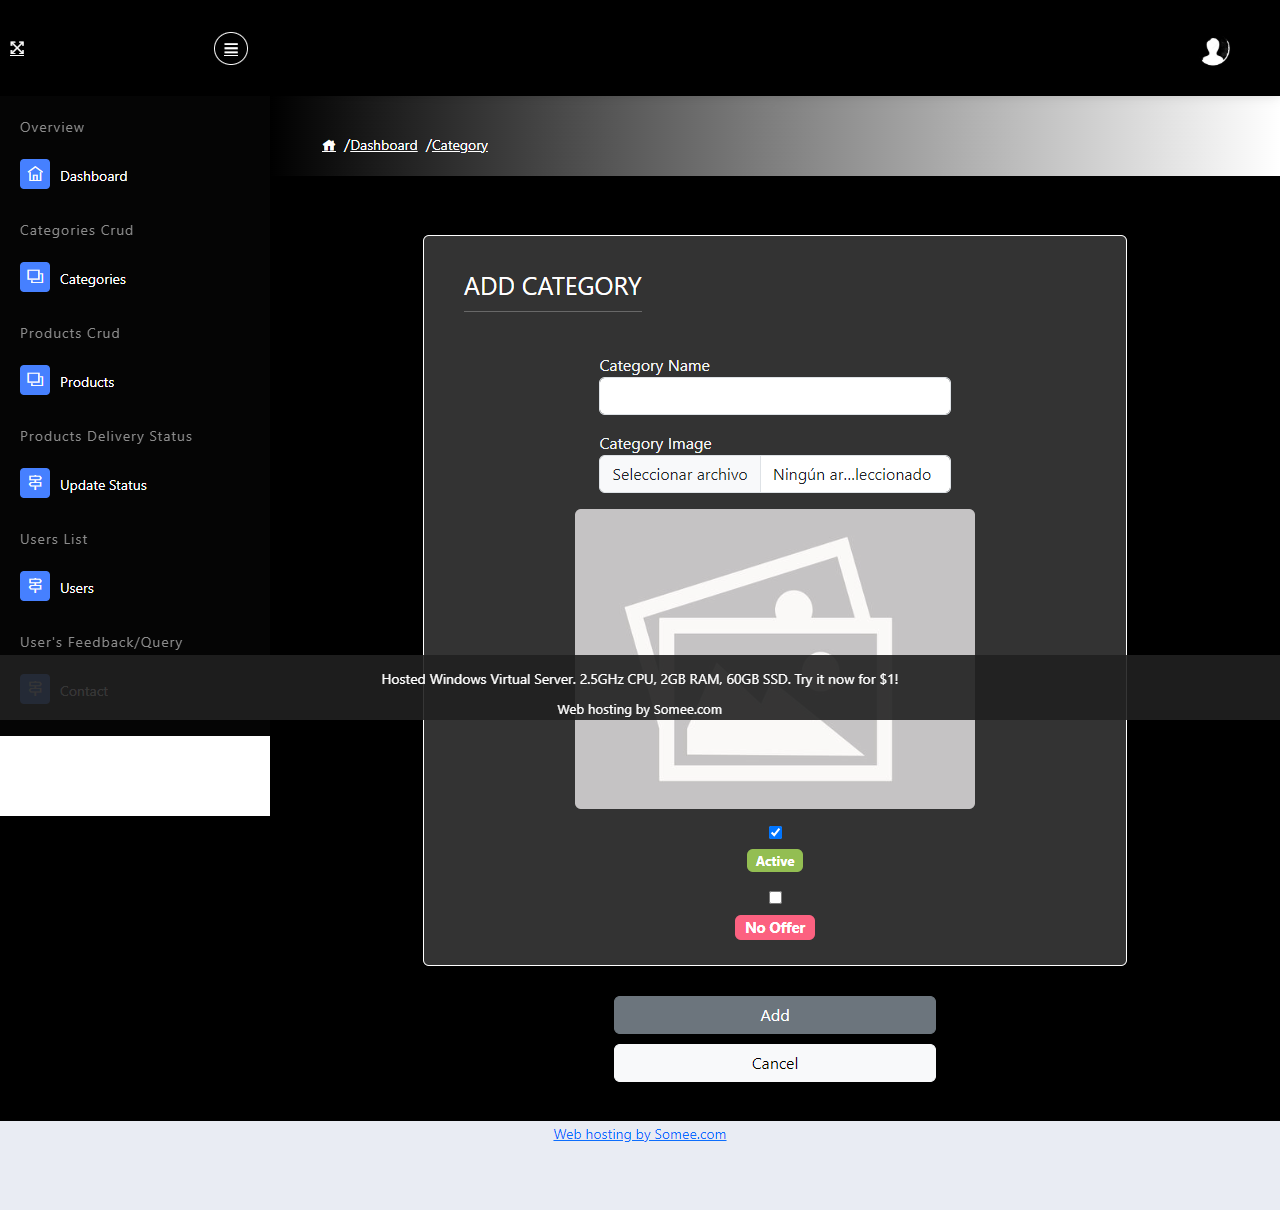 /Dashboard /Category
Overview
Dashboard
Categories Crud
Categories
Products Crud
Products
Products Delivery Status
Update Status
Users List
Users
User's Feedback/Query
Contact
ADD CATEGORY
Category Name
Category Image
Seleccionar archivo Ningún ar...leccionado
Hosted Windows Virtual Server. 2.5GHz CPU, 2GB RAM, 60GB SSD. Try it now for $1!
Web hosting by Somee.com
Active
No Offer
Add
Cancel
Web hosting by Somee.com